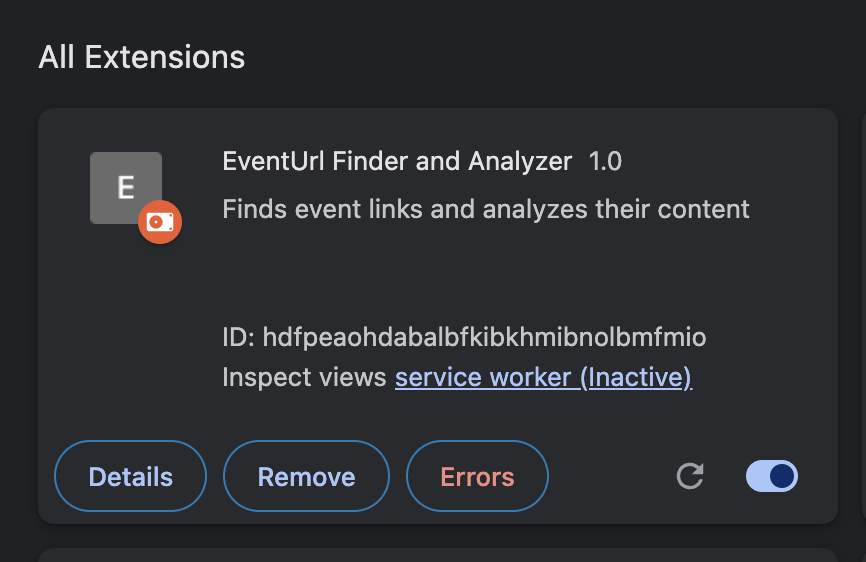 All Extensions
E
EventUrl Finder and Analyzer 1.0
Finds event links and analyzes their content
ID: hdfpeaohdabalbfkibkhmibnolbmfmio
Inspect views service worker (Inactive)
Details
Remove
Errors